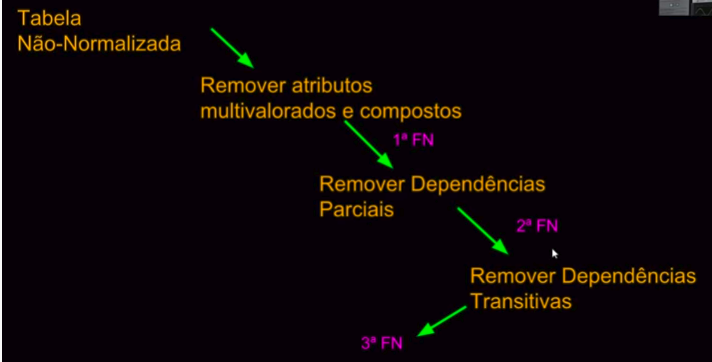 Tabela
Não-Normalizada
Remover atributos
multivalorados e compostos
1ª FN
Remover Dependências
Parciais
2ª FN
Remover Dependências
Transitivas
3ª FN